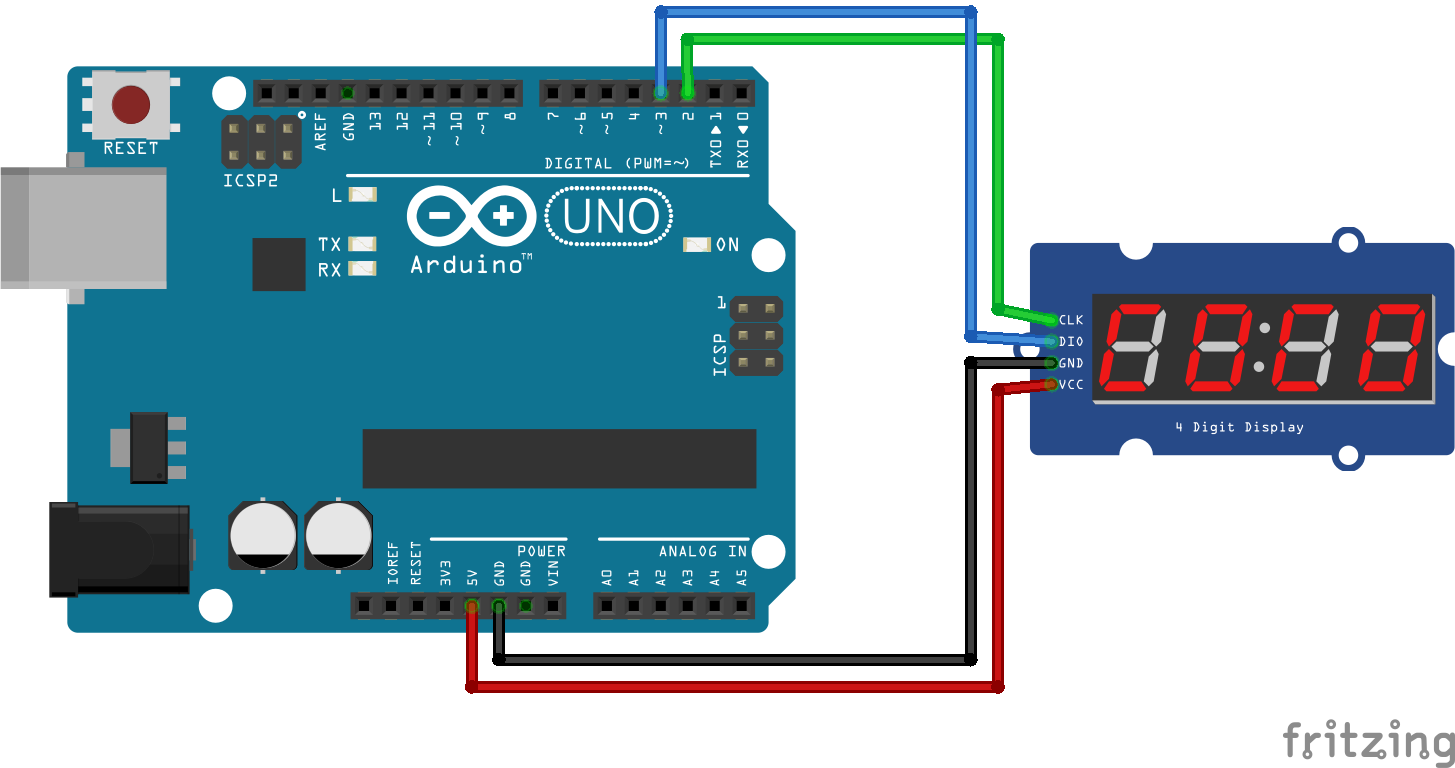 RESET
ICSP2
AREF
GND
13
12
~11
~10
~9
8
7
~6
~5
4
~3
2
TX0▶1
RX0◀0
DIGITAL (PWM=~)
L
TX
RX
UNO
Arduino™
ON
1
ICSP
IOREF
RESET
3V3
5V
GND
GND
VIN
POWER
A0
A1
A2
A3
A4
A5
ANALOG IN
CLK
DIO
GND
VCC
4 Digit Display
fritzing